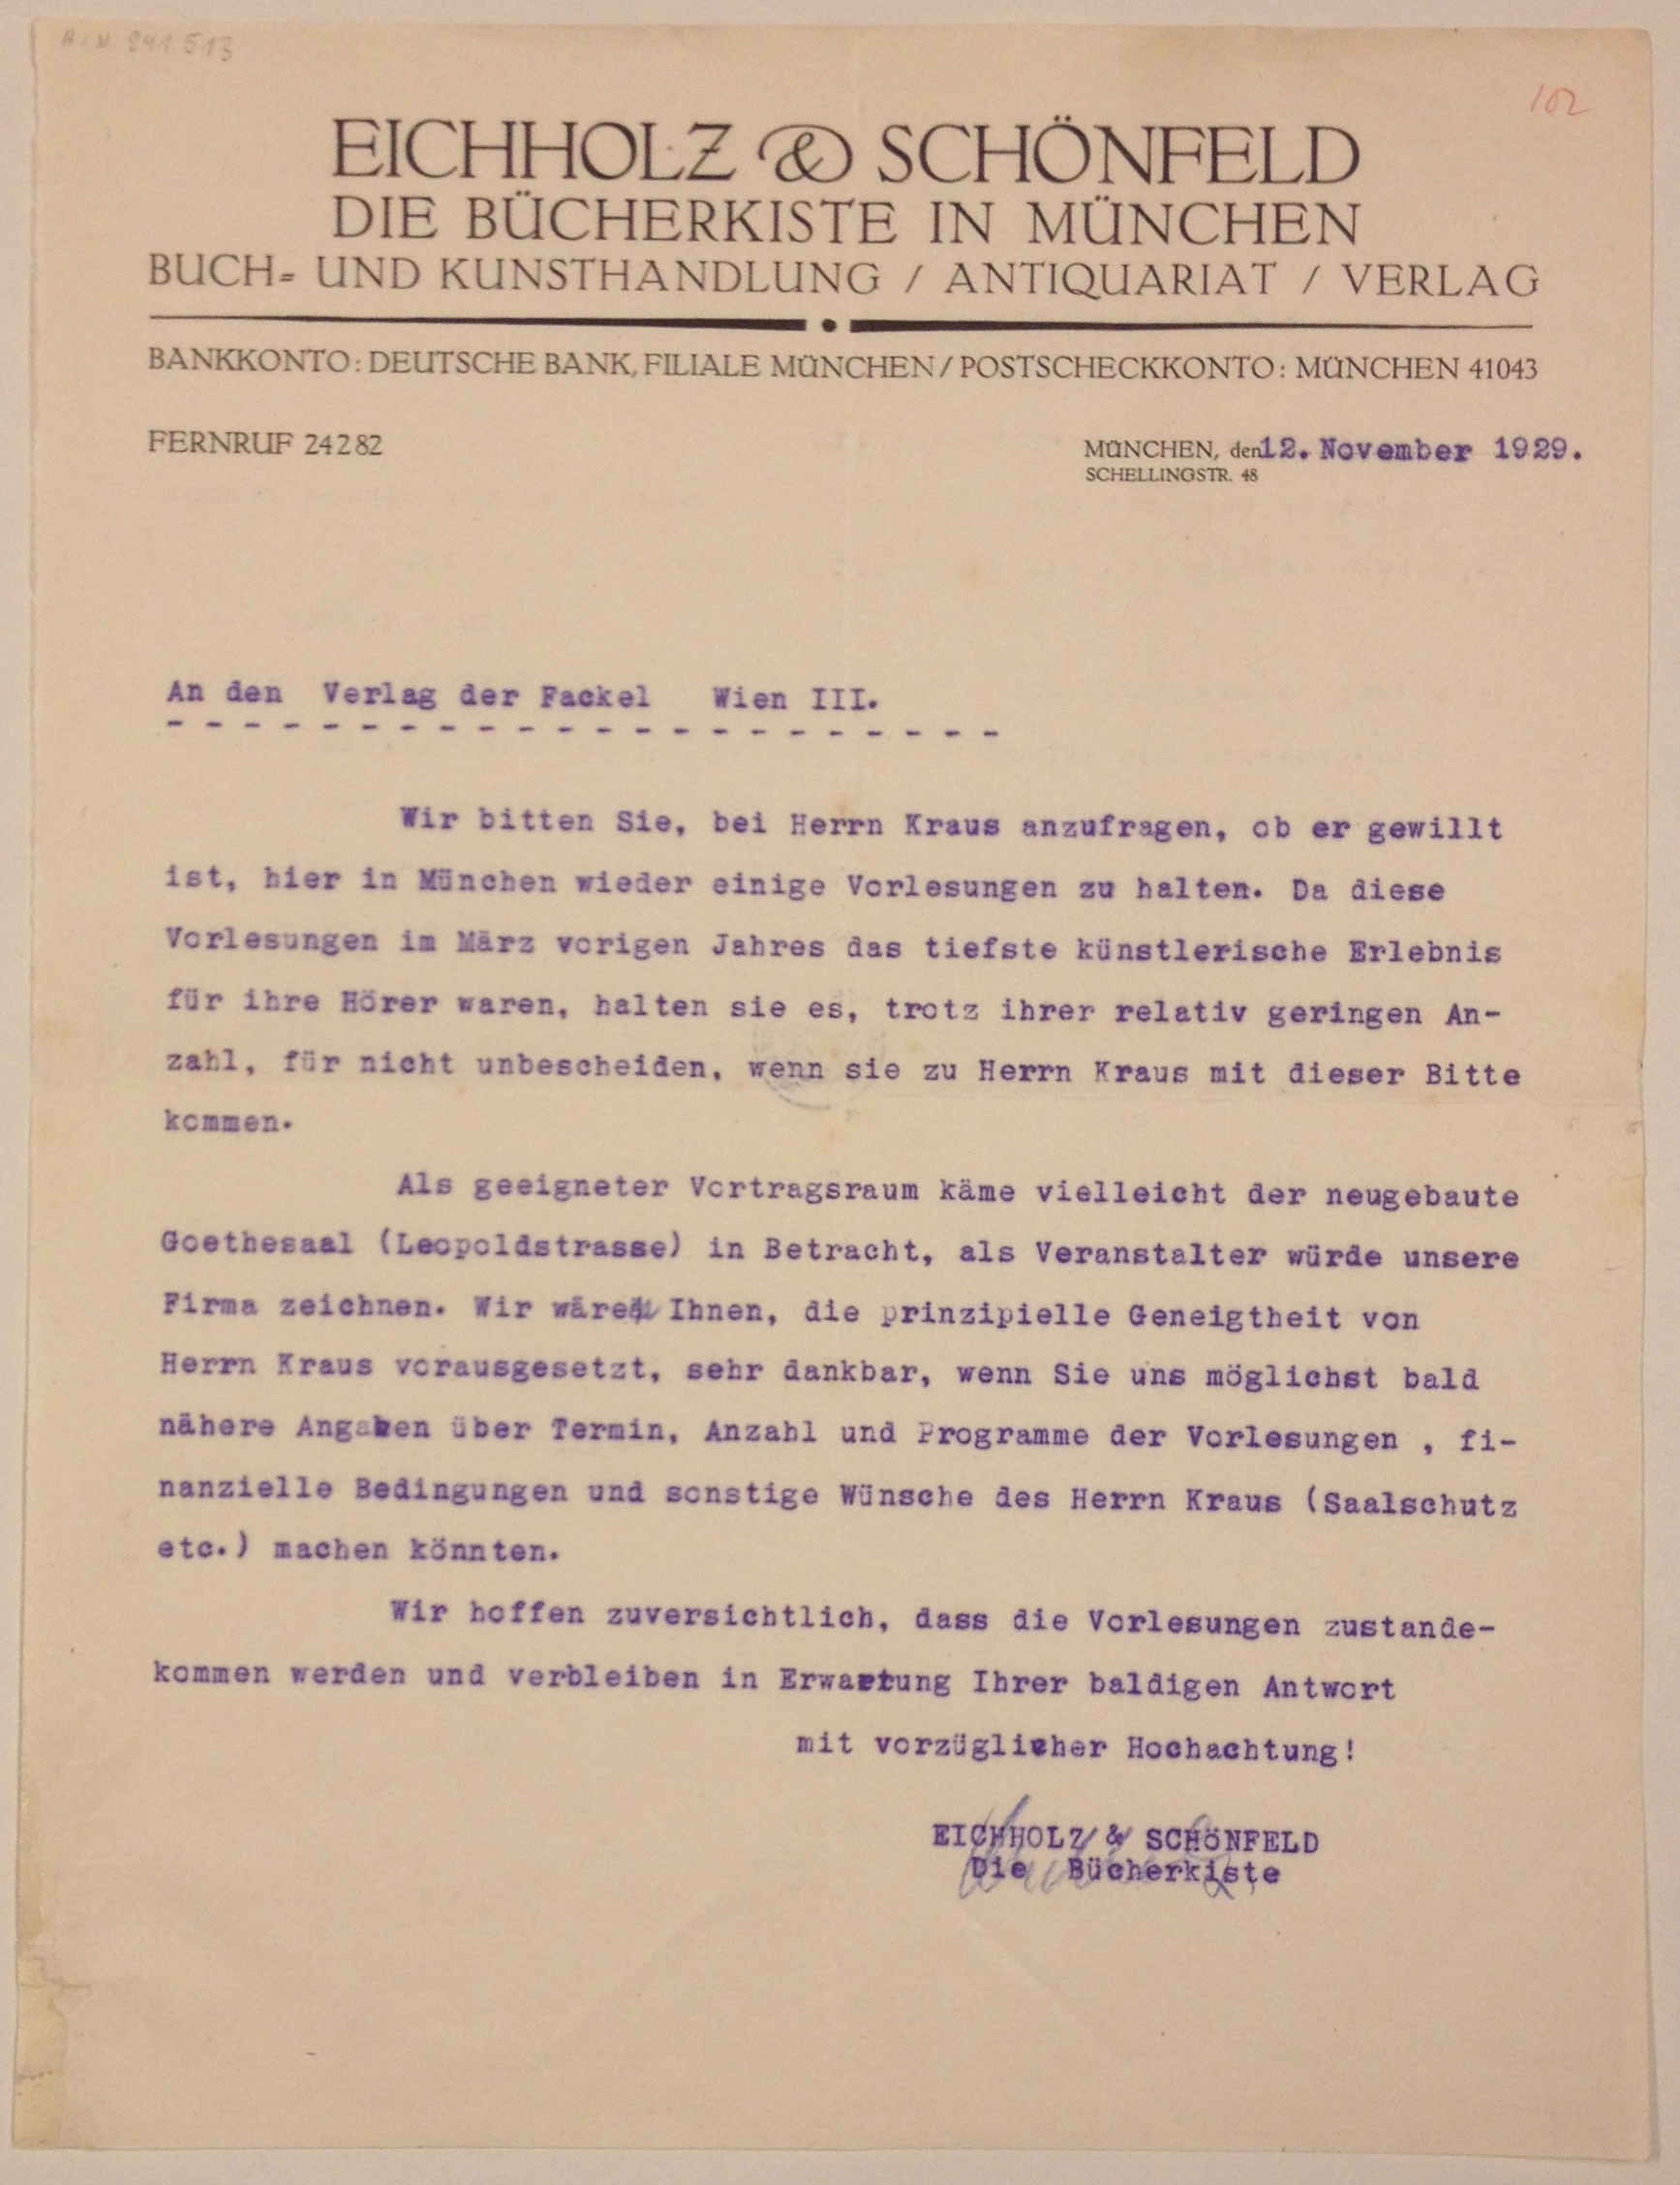 H.I.N. 241.513
102
EICHHOLZ & SCHÖNFELD
DIE BÜCHERKISTE IN MÜNCHEN
BUCH- UND KUNSTHANDLUNG / ANTIQUARIAT / VERLAG
BANKKONTO: DEUTSCHE BANK, FILIALE MÜNCHEN / POSTSCHECKKONTO: MÜNCHEN 41043
FERNRUF 24282
MÜNCHEN, den 12. November 1929.
SCHELLINGSTR. 48
An den Verlag der Fackel Wien III.
- - - - - - - - - - - - - - - - - - - - - -
Wir bitten Sie, bei Herrn Kraus anzufragen, ob er gewillt
ist, hier in München wieder einige Vorlesungen zu halten. Da diese
Vorlesungen im März vorigen Jahres das tiefste künstlerische Erlebnis
für ihre Hörer waren, halten sie es, trotz ihrer relativ geringen An-
zahl, für nicht unbescheiden, wenn sie zu Herrn Kraus mit dieser Bitte
kommen.
Als geeigneter Vortragsraum käme vielleicht der neugebaute
Goethesaal (Leopoldstrasse) in Betracht, als Veranstalter würde unsere
Firma zeichnen. Wir wären Ihnen, die prinzipielle Geneigtheit von
Herrn Kraus vorausgesetzt, sehr dankbar, wenn Sie uns möglichst bald
nähere Angaben über Termin, Anzahl und Programme der Vorlesungen , fi-
nanzielle Bedingungen und sonstige Wünsche des Herrn Kraus (Saalschutz
etc.) machen könnten.
Wir hoffen zuversichtlich, dass die Vorlesungen zustande-
kommen werden und verbleiben in Erwartung Ihrer baldigen Antwort
mit vorzüglicher Hochachtung!
EICHHOLZ & SCHÖNFELD
Die Bücherkiste